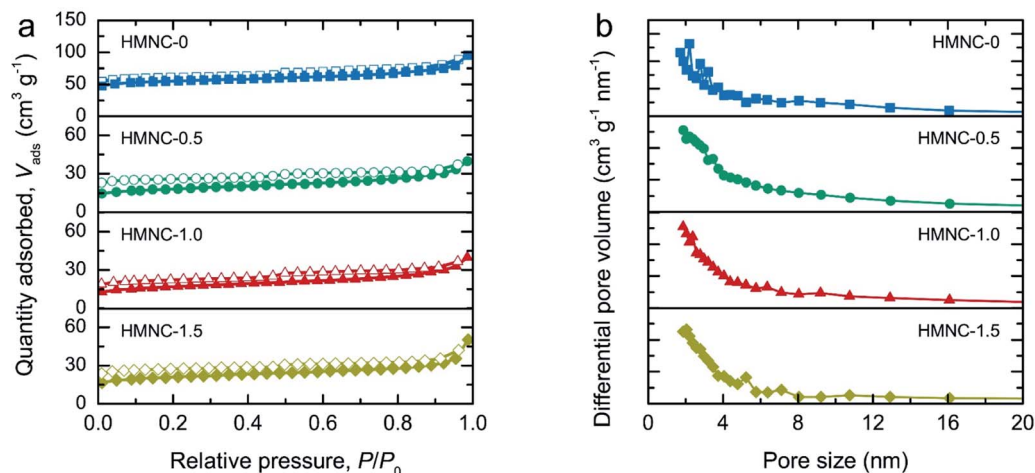 a
Quantity adsorbed, V_ads (cm³ g⁻¹)
150
100
50
0
HMNC-0
60
30
0
HMNC-0.5
60
30
0
HMNC-1.0
60
30
0
HMNC-1.5
0.0 0.2 0.4 0.6 0.8 1.0
Relative pressure, P/P₀
b
Differential pore volume (cm³ g⁻¹ nm⁻¹)
HMNC-0
HMNC-0.5
HMNC-1.0
HMNC-1.5
0 4 8 12 16 20
Pore size (nm)